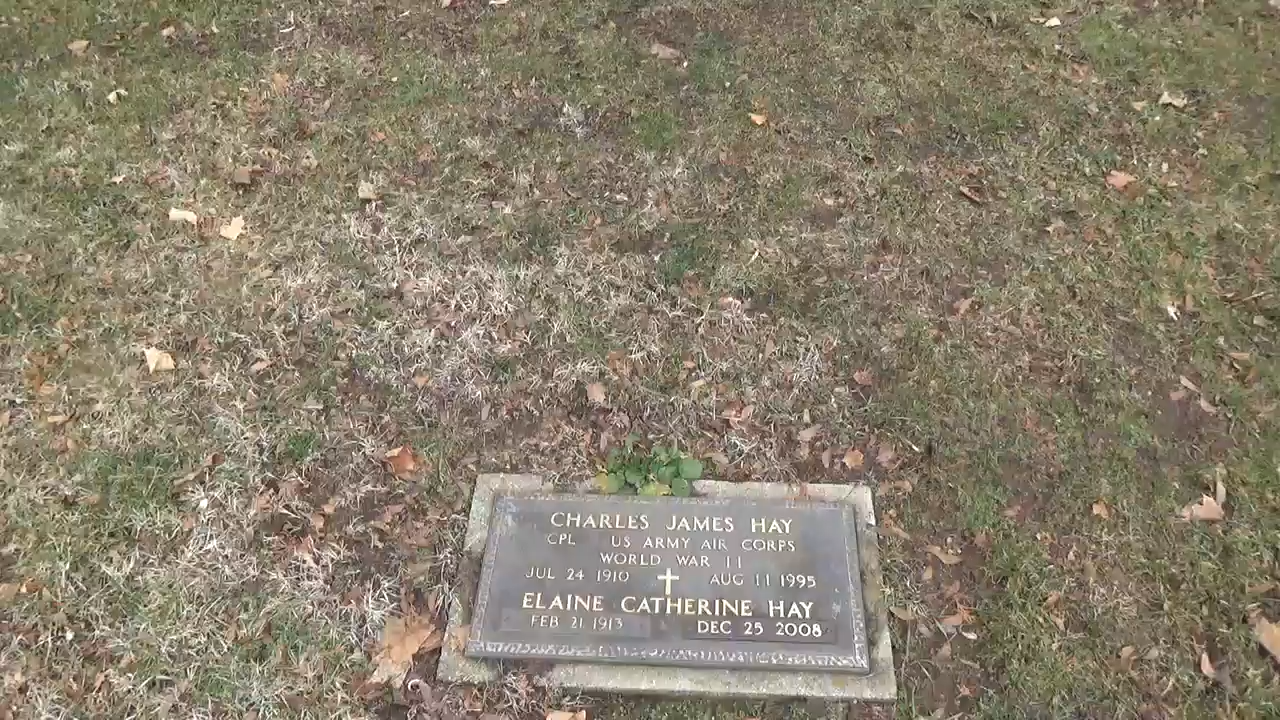 CHARLES JAMES HAY
CPL US ARMY AIR CORPS
WORLD WAR II
JUL 24 1910 AUG 11 1995
ELAINE CATHERINE HAY
FEB 21 1913 DEC 25 2008